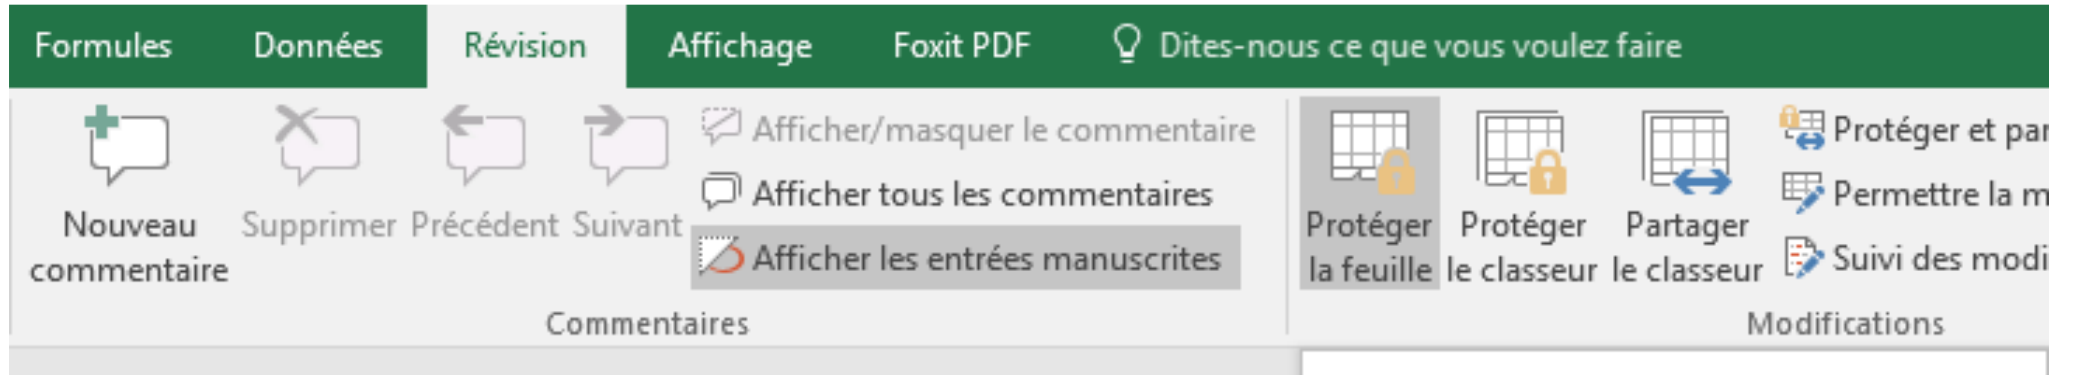 Formules Données Révision Affichage Foxit PDF Dites-nous ce que vous voulez faire
Nouveau commentaire
Supprimer
Précédent
Suivant
Afficher/masquer le commentaire
Afficher tous les commentaires
Afficher les entrées manuscrites
Commentaires
Protéger
la feuille
Protéger
le classeur
Partager
le classeur
Protéger et par
Permettre la m
Suivi des modi
Modifications